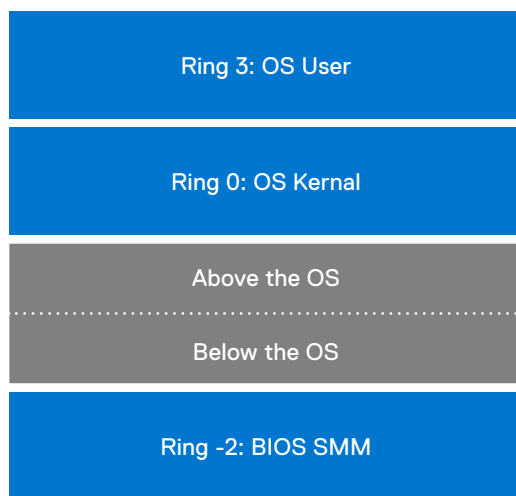 Ring 3: OS User
Ring 0: OS Kernal
Above the OS
Below the OS
Ring -2: BIOS SMM